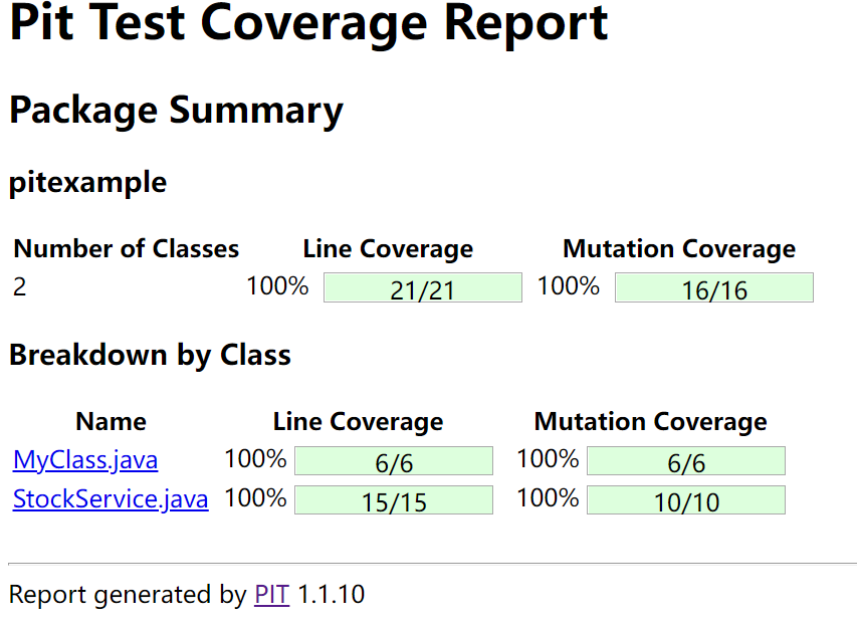 Pit Test Coverage Report
Package Summary
pitexample
Number of Classes Line Coverage Mutation Coverage
2 100% 21/21 100% 16/16
Breakdown by Class
Name Line Coverage Mutation Coverage
MyClass.java 100% 6/6 100% 6/6
StockService.java 100% 15/15 100% 10/10
Report generated by PIT 1.1.10